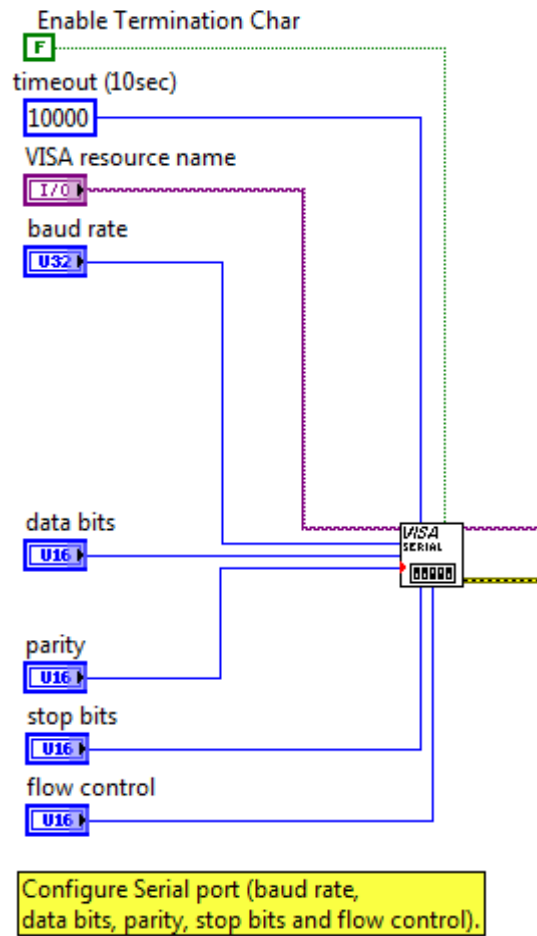 Enable Termination Char
F
timeout (10sec)
10000
VISA resource name
I/O
baud rate
U32
data bits
U16
VISA
SERIAL
parity
U16
stop bits
U16
flow control
U16
Configure Serial port (baud rate,
data bits, parity, stop bits and flow control).